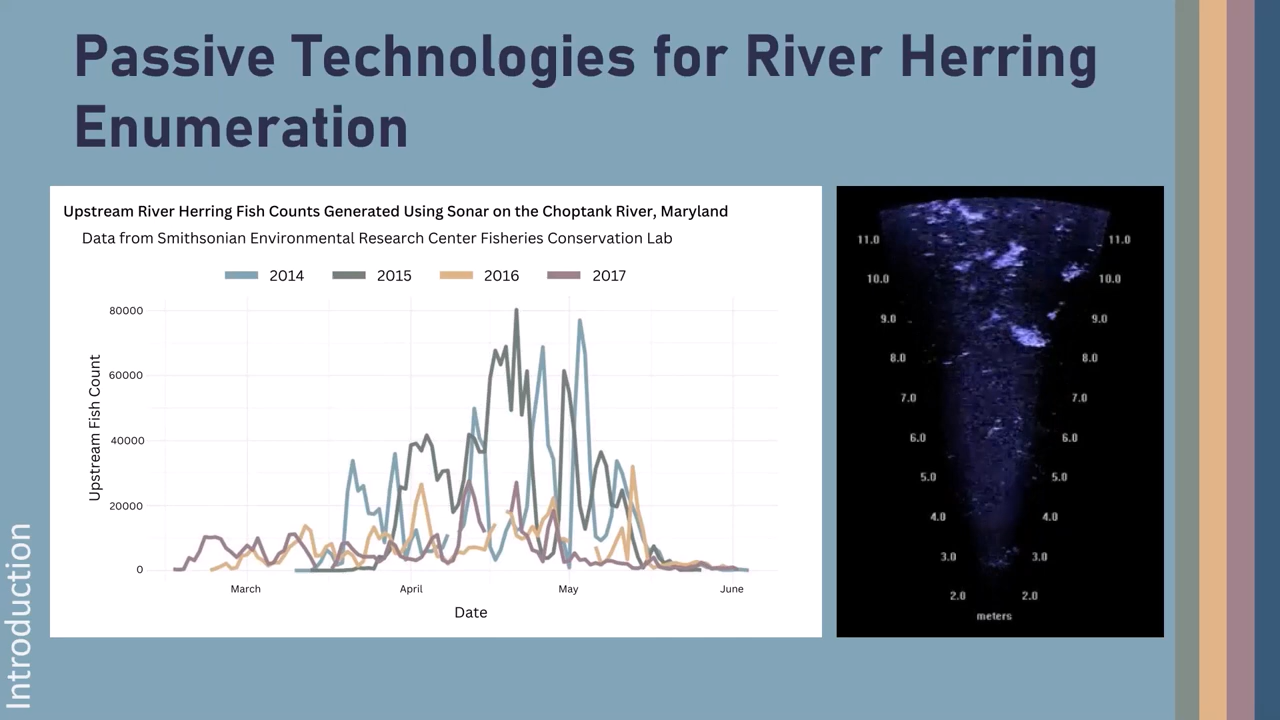 Passive Technologies for River Herring
Enumeration
Upstream River Herring Fish Counts Generated Using Sonar on the Choptank River, Maryland
Data from Smithsonian Environmental Research Center Fisheries Conservation Lab
2014 2015 2016 2017
80000
60000
40000
20000
0
Upstream Fish Count
March April May June
Date
11.0 11.0
10.0 10.0
9.0 9.0
8.0 8.0
7.0 7.0
6.0 6.0
5.0 5.0
4.0 4.0
3.0 3.0
2.0 2.0
meters
Introduction